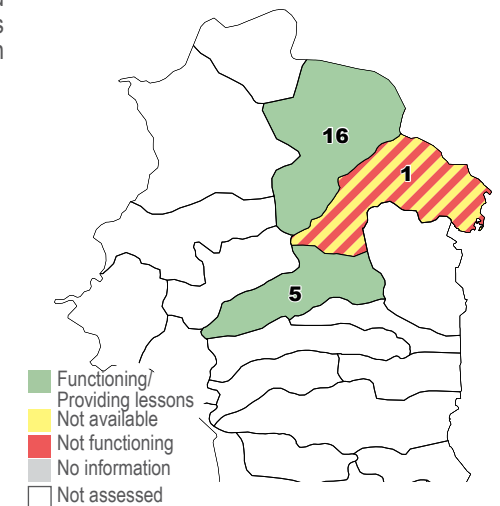 s
16
1
5
Functioning/
Providing lessons
Not available
Not functioning
No information
Not assessed